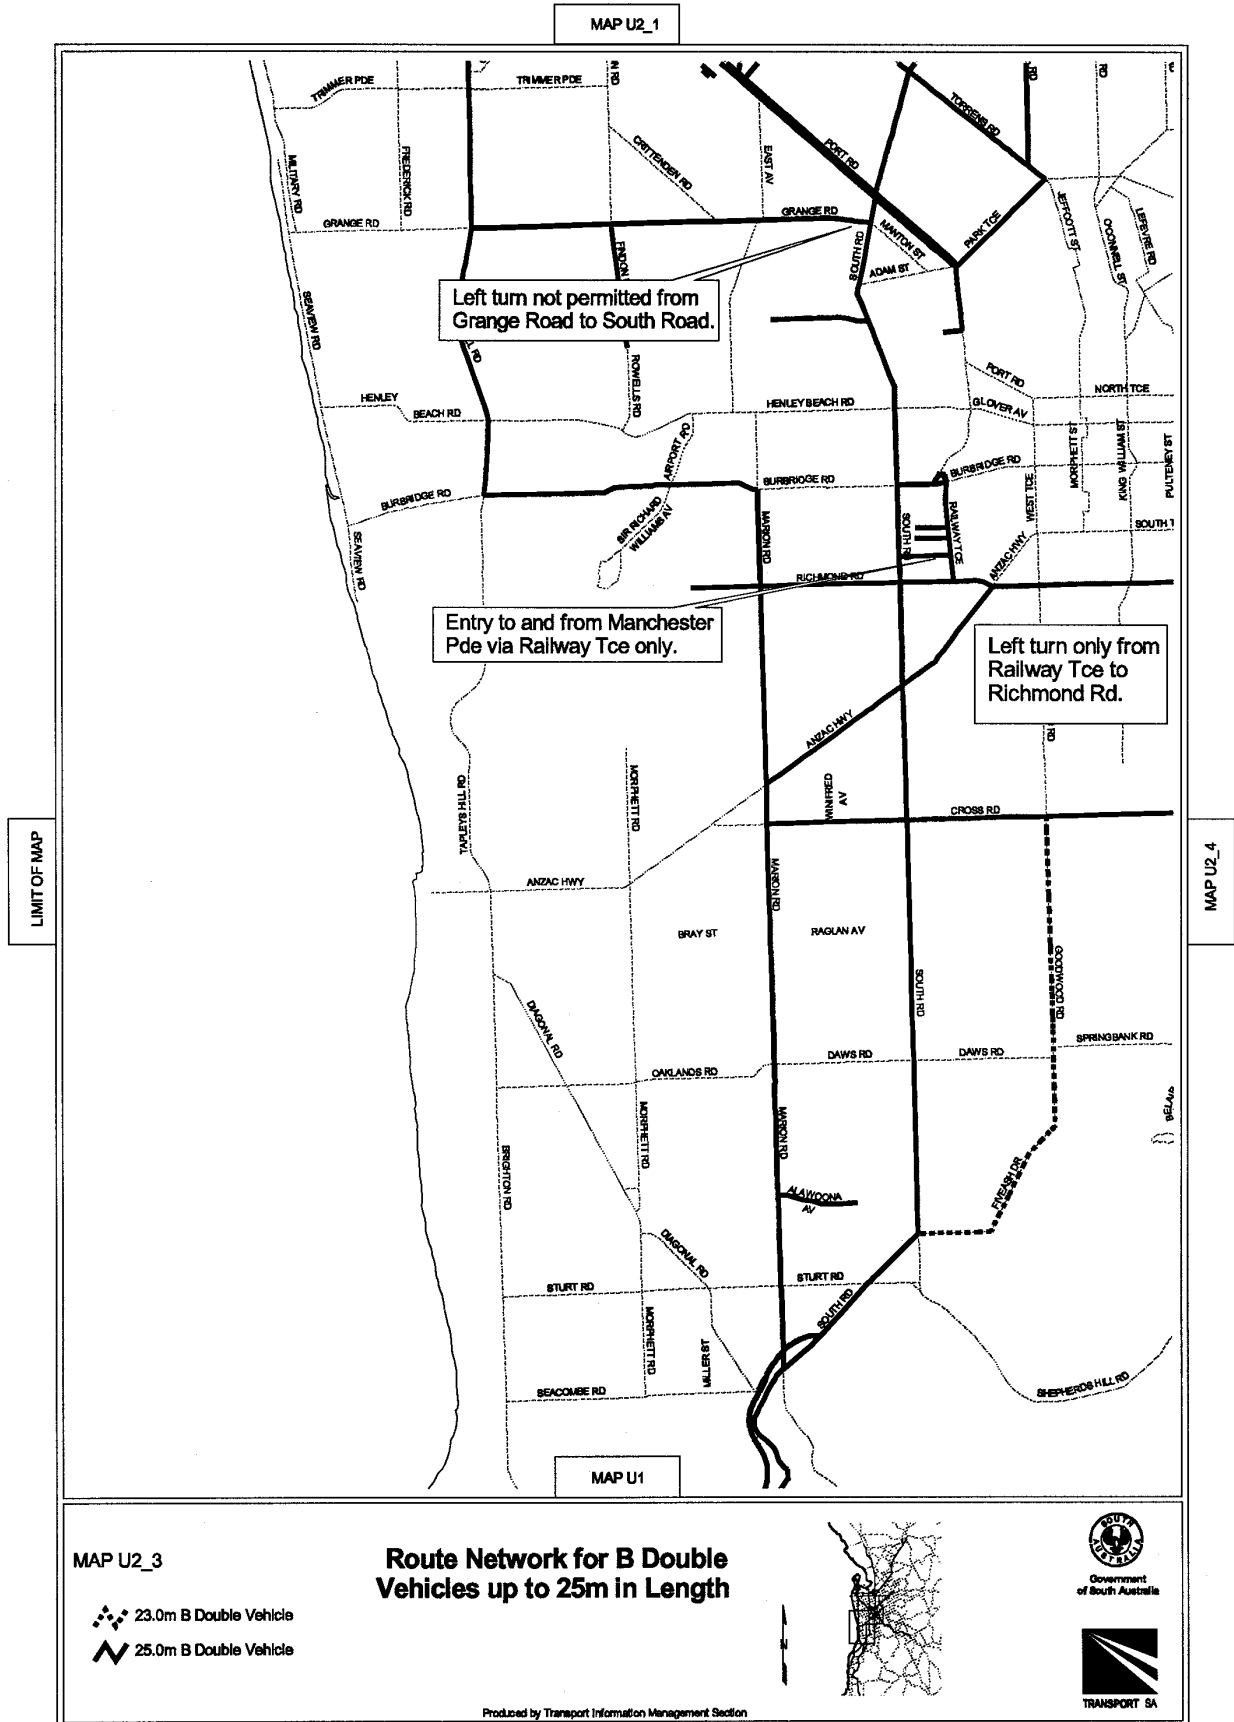 MAP U2_1
TRIMMER PDE
TRIMMER PDE
N RD
RD
RD
TORRENS RD
PORT RD
CRITTENDEN RD
EAST AV
FREDERICK RD
MILITARY RD
GRANGE RD
GRANGE RD
MANTON ST
PARK TCE
JEFFCOTT ST
O'CONNELL ST
LEFEVRE RD
SOUTH RD
ADAM ST
FINDON
Left turn not permitted from
Grange Road to South Road.
SEAVIEW RD
L RD
ROWELLS RD
PORT RD
NORTH TCE
HENLEY
BEACH RD
HENLEY BEACH RD
GLOVER AV
AIRPORT RD
MORPHETT ST
KING WILLIAM ST
PULTENEY ST
BURBRIDGE RD
BURBRIDGE RD
BURBRIDGE RD
WEST TCE
SIR RICHARD
WILLIAMS AV
MARION RD
SOUTH RD
RAILWAY TCE
SOUTH T
SEAVIEW RD
ANZAC HWY
RICHMOND RD
Entry to and from Manchester
Pde via Railway Tce only.
Left turn only from
Railway Tce to
Richmond Rd.
RD
ANZAC HWY
TAPLEYS HILL RD
MORPHETT RD
WINIFRED
AV
CROSS RD
LIMIT OF MAP
MAP U2_4
ANZAC HWY
MARION RD
BRAY ST
RAGLAN AV
SOUTH RD
GOODWOOD RD
DIAGONAL RD
SPRINGBANK RD
DAWS RD
DAWS RD
OAKLANDS RD
BELAI
MORPHETT RD
MARION RD
BRIGHTON RD
FIVEASH DR
ALAWOONA
AV
DIAGONAL RD
STURT RD
STURT RD
SOUTH RD
MORPHETT RD
MILLER ST
SEACOMBE RD
SHEPHERDS HILL RD
MAP U1
MAP U2_3
Route Network for B Double
Vehicles up to 25m in Length
23.0m B Double Vehicle
25.0m B Double Vehicle
N
SOUTH
AUSTRALIA
Government
of South Australia
TRANSPORT SA
Produced by Transport Information Management Section